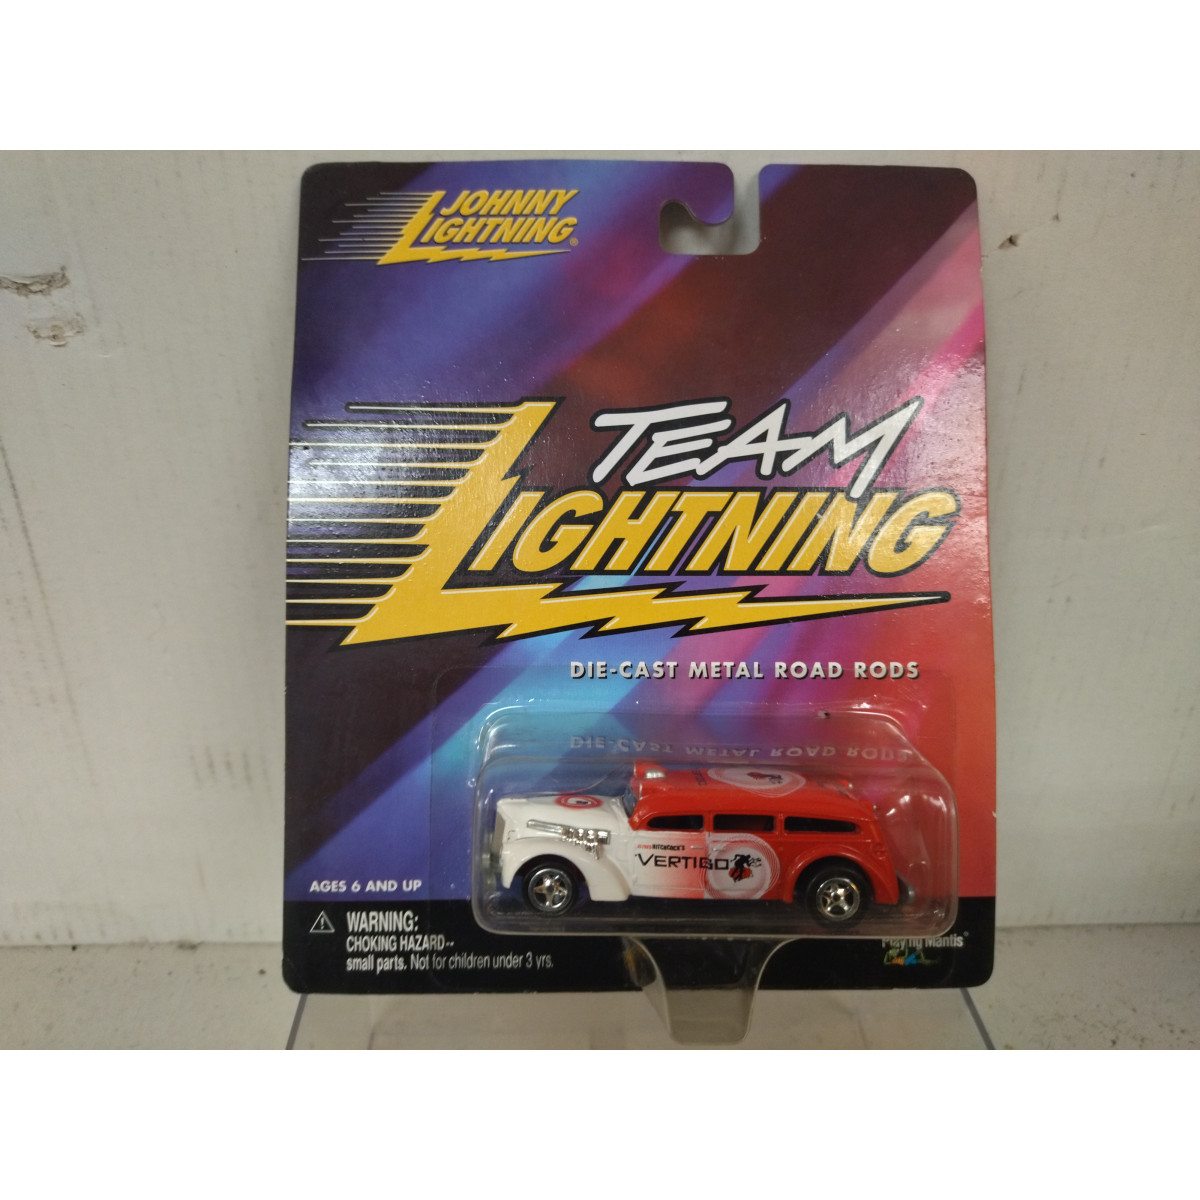 JOHNNY
LIGHTNING®
TEAM
LIGHTNING
DIE-CAST METAL ROAD RODS
DIE-CAST METAL ROAD RODS
HITCHCOCK'S
VERTIGO
AGES 6 AND UP
WARNING:
CHOKING HAZARD--
small parts. Not for children under 3 yrs.
Playing Mantis®